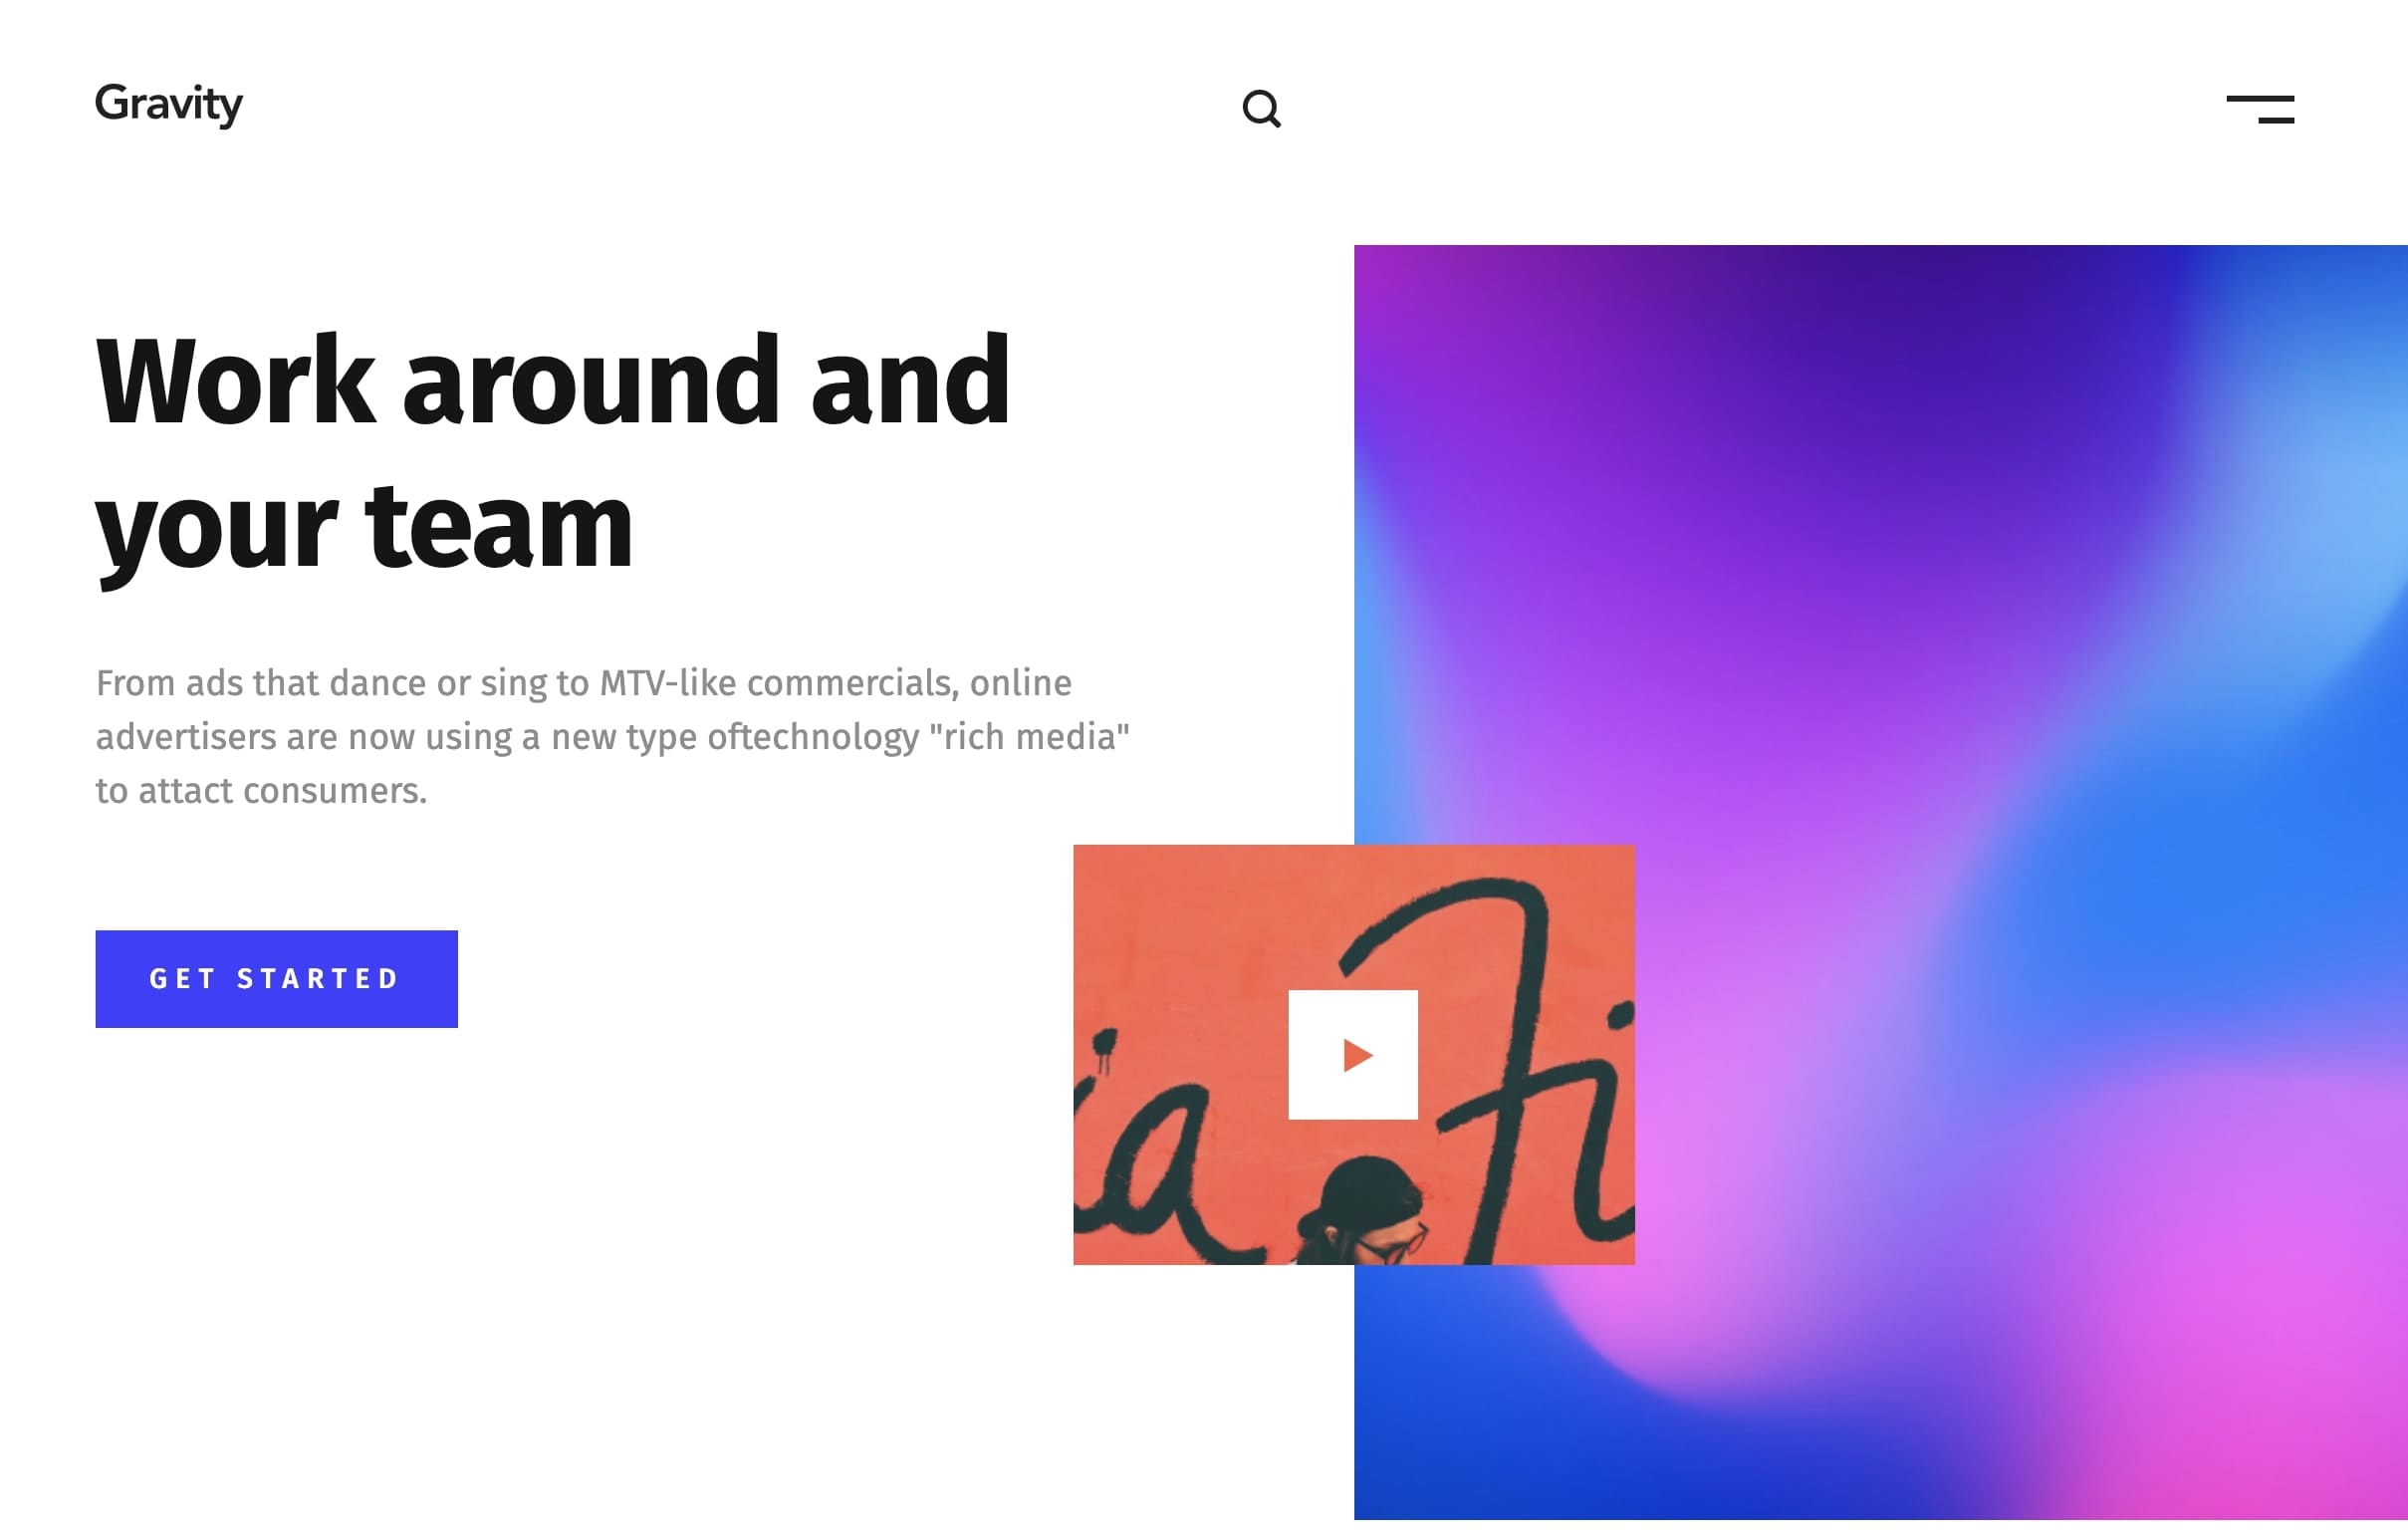 Gravity
Work around and
your team
From ads that dance or sing to MTV-like commercials, online
advertisers are now using a new type oftechnology "rich media"
to attact consumers.
GET STARTED
ia Fi